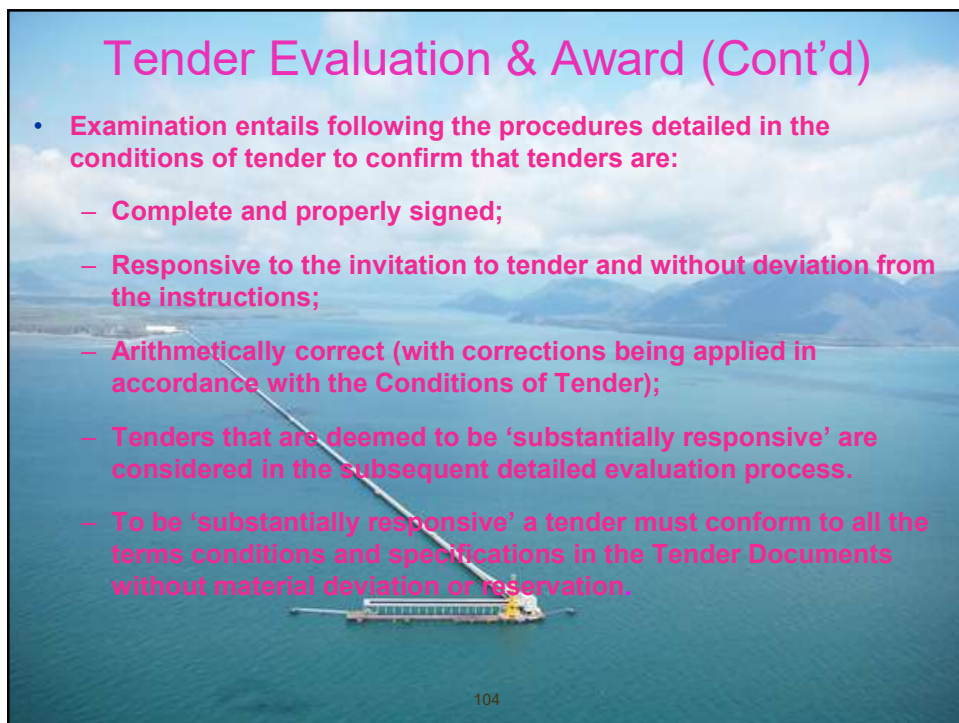 Tender Evaluation & Award (Cont’d)
• Examination entails following the procedures detailed in the
conditions of tender to confirm that tenders are:
– Complete and properly signed;
– Responsive to the invitation to tender and without deviation from
the instructions;
– Arithmetically correct (with corrections being applied in
accordance with the Conditions of Tender);
– Tenders that are deemed to be ‘substantially responsive’ are
considered in the subsequent detailed evaluation process.
– To be ‘substantially responsive’ a tender must conform to all the
terms conditions and specifications in the Tender Documents
without material deviation or reservation.
104